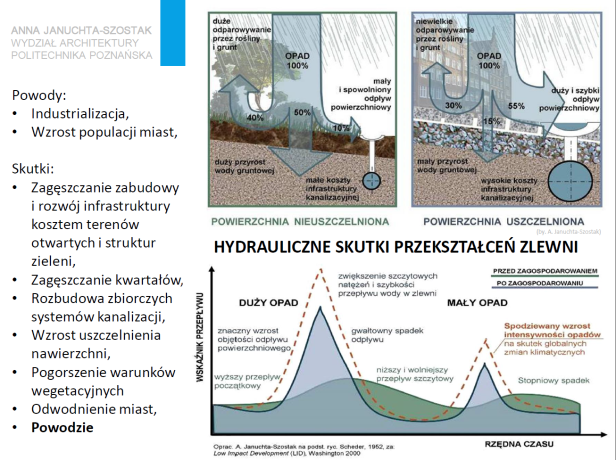 ANNA JANUCHTA-SZOSTAK
WYDZIAŁ ARCHITEKTURY
POLITECHNIKA POZNAŃSKA
Powody:
• Industrializacja,
• Wzrost populacji miast,
Skutki:
• Zagęszczanie zabudowy
i rozwój infrastruktury
kosztem terenów
otwartych i struktur
zieleni,
• Zagęszczanie kwartałów,
• Rozbudowa zbiorczych
systemów kanalizacji,
• Wzrost uszczelnienia
nawierzchni,
• Pogorszenie warunków
wegetacyjnych
• Odwodnienie miast,
• Powodzie
duże
odparowywanie
przez rośliny
i grunt
OPAD
100%
mały
i spowolniony
odpływ
powierzchniowy
40%
50%
10%
duży przyrost
wody gruntowej
małe koszty
infrastruktury
kanalizacyjnej
POWIERZCHNIA NIEUSZCZELNIONA
niewielkie
odparowywanie
przez rośliny
i grunt
OPAD
100%
duży i szybki
odpływ
powierzchniowy
30%
55%
15%
mały przyrost
wody gruntowej
wysokie koszty
infrastruktury
kanalizacyjnej
POWIERZCHNIA USZCZELNIONA
(by. A. Januchta-Szostak)
HYDRAULICZNE SKUTKI PRZEKSZTAŁCEŃ ZLEWNI
WSKAŹNIK PRZEPŁYWU
zwiększenie szczytowych
natężeń i szybkości
przepływu wody w zlewni
PRZED ZAGOSPODAROWANIEM
PO ZAGOSPODAROWANIU
DUŻY OPAD
MAŁY OPAD
znaczny wzrost
objętości odpływu
powierzchniowego
gwałtowny spadek
odpływu
Spodziewany wzrost
intensywności opadów
na skutek globalnych
zmian klimatycznych
wyższy przepływ
początkowy
niższy i wolniejszy
przepływ szczytowy
Stopniowy spadek
Oprac. A. Januchta-Szostak na podst. ryc. Scheder, 1952, za:
Low Impact Development (LID), Washington 2000
RZĘDNA CZASU